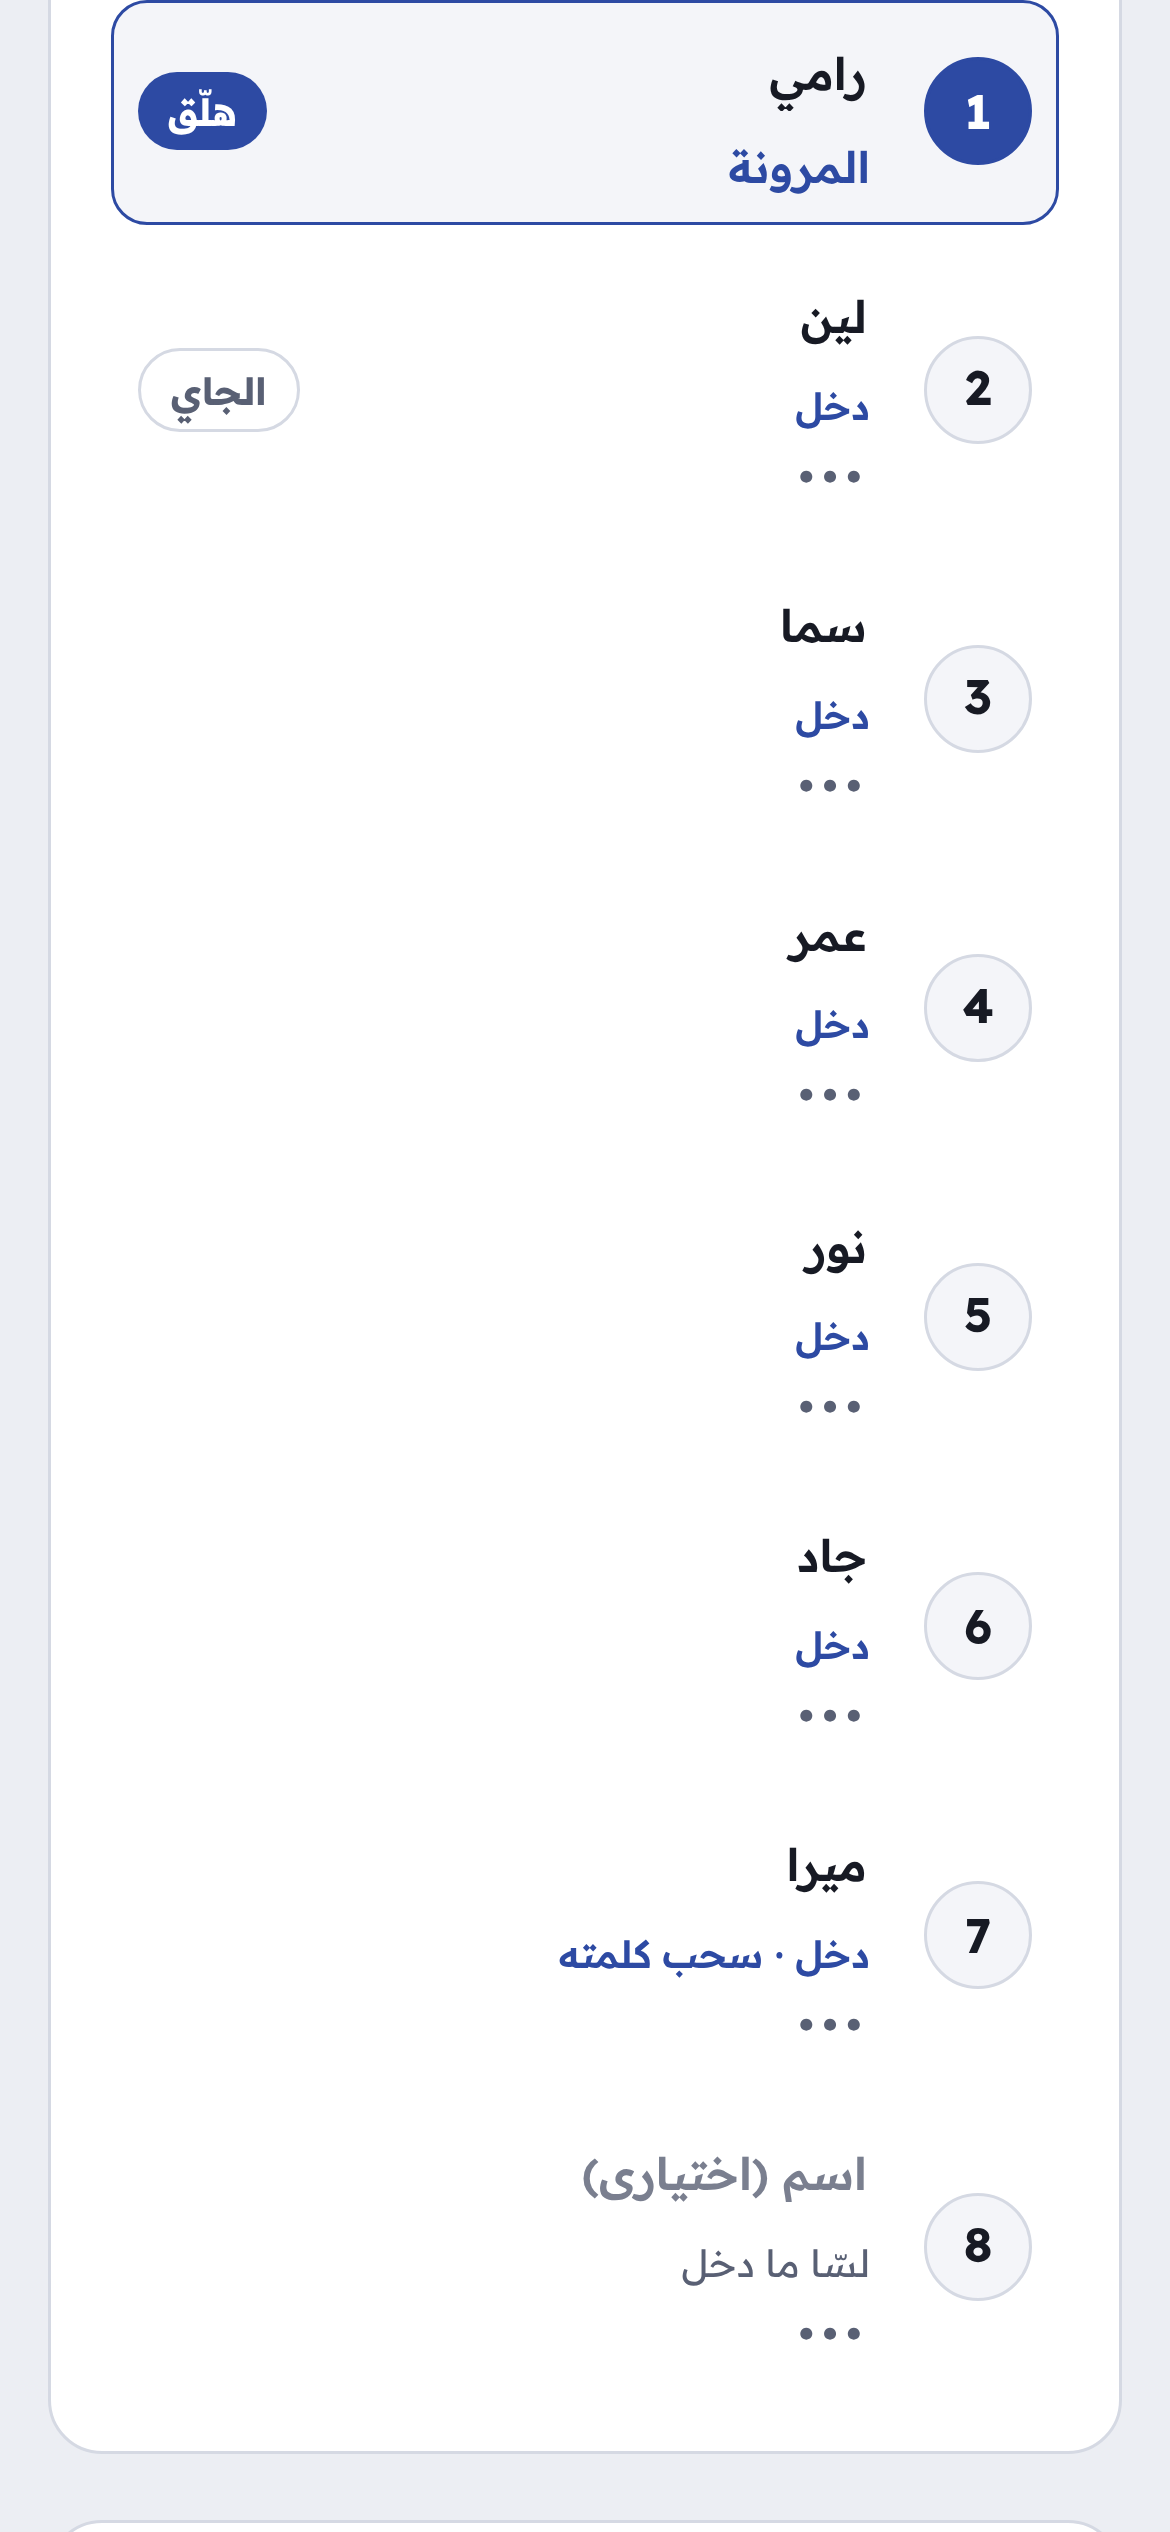 1
رامي
المرونة
هلّق
2
لين
دخل
•••
الجاي
3
سما
دخل
•••
4
عمر
دخل
•••
5
نور
دخل
•••
6
جاد
دخل
•••
7
ميرا
دخل · سحب كلمته
•••
8
اسم (اختياري)
لسّا ما دخل
•••